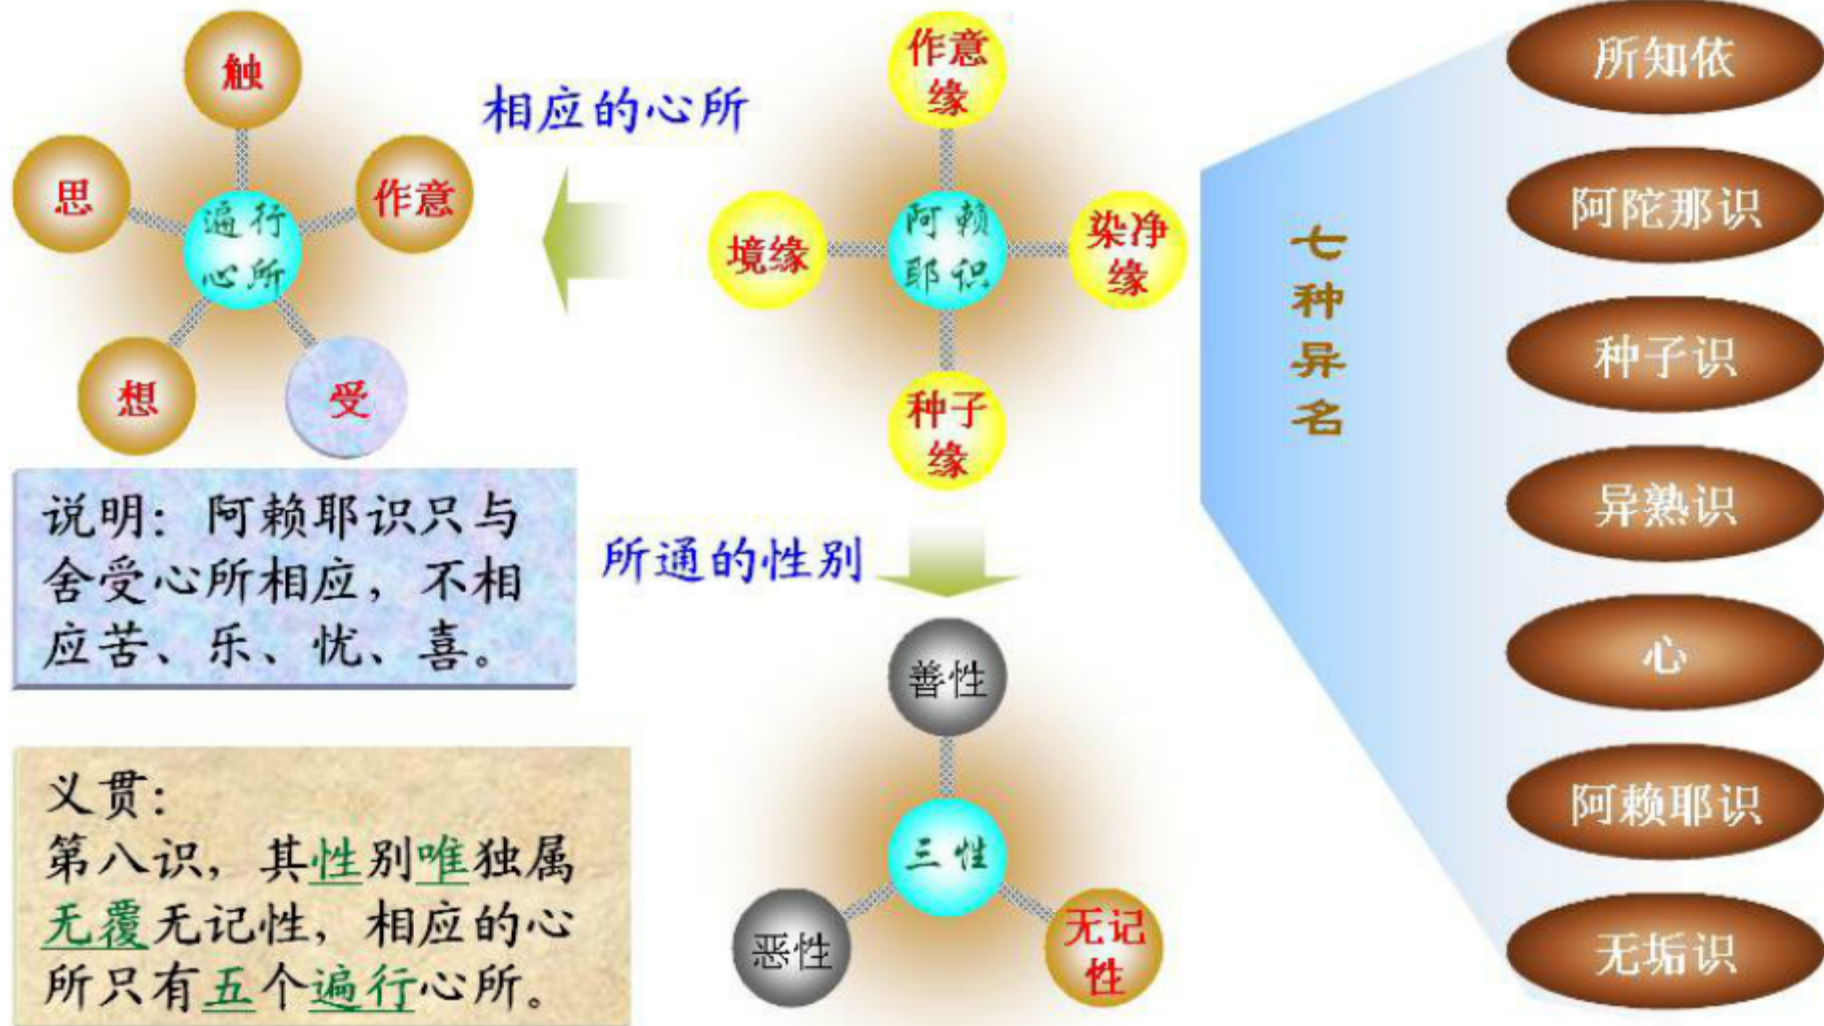 触
思
作意
遍行
心所
想
受
相应的心所
作意
缘
境缘
阿赖
耶识
染净
缘
种子
缘
说明：阿赖耶识只与
舍受心所相应，不相
应苦、乐、忧、喜。
所通的性别
善性
三性
恶性
无记
性
义贯：
第八识，其性别唯独属
无覆无记性，相应的心
所只有五个遍行心所。
七
种
异
名
所知依
阿陀那识
种子识
异熟识
心
阿赖耶识
无垢识